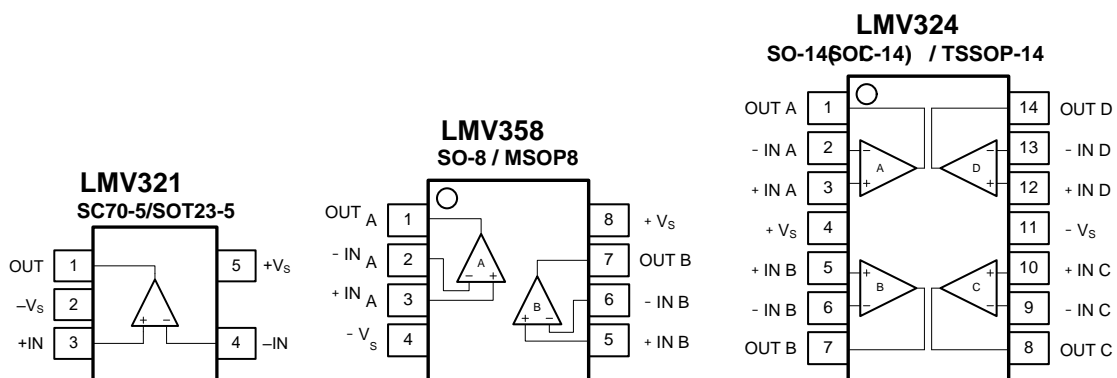 LMV321
SC70-5/SOT23-5
OUT 1
5 +VS
–VS 2
+IN 3
4 –IN
+ −
LMV358
SO-8 / MSOP8
OUT A 1
8 + VS
- IN A 2
7 OUT B
+ IN A 3
6 - IN B
- VS 4
5 + IN B
A
− +
B
+ −
LMV324
SO-14 / TSSOP-14
OUT A 1
14 OUT D
- IN A 2
13 - IN D
+ IN A 3
12 + IN D
+ VS 4
11 - VS
+ IN B 5
10 + IN C
- IN B 6
9 - IN C
OUT B 7
8 OUT C
− A +
− D +
+ B −
+ C −